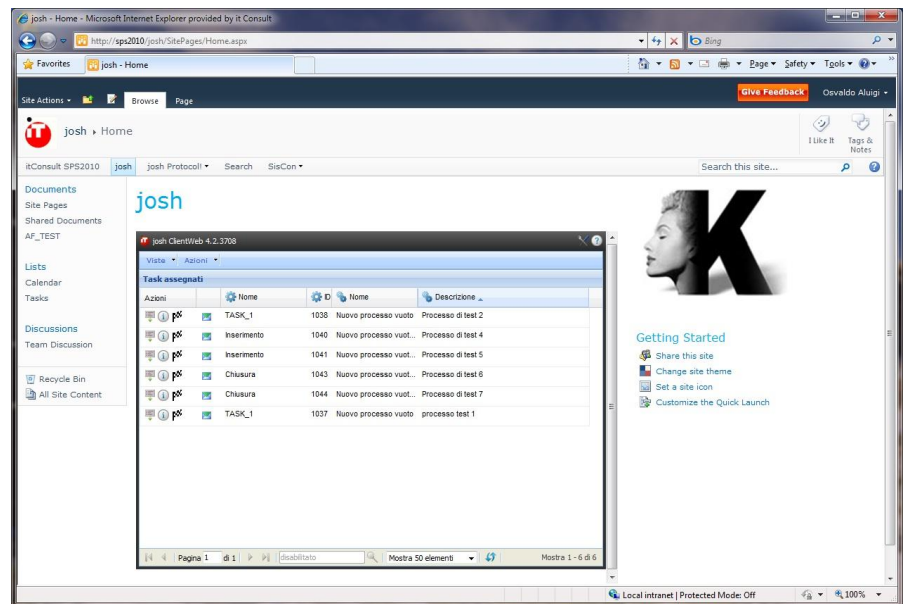 josh - Home - Microsoft Internet Explorer provided by it Consult
http://sps2010/josh/SitePages/Home.aspx
Bing
Favorites
josh - Home
Page
Safety
Tools
Site Actions
Browse
Page
Give Feedback
Osvaldo Aluigi
iT
josh
Home
I Like It
Tags & Notes
itConsult SPS2010
josh
josh Protocol!
Search
SisCon
Search this site...
Documents
Site Pages
Shared Documents
AF_TEST
Lists
Calendar
Tasks
Discussions
Team Discussion
Recycle Bin
All Site Content
josh
josh ClientWeb 4.2.3708
Viste
Azioni
Task assegnati
Azioni
Nome
ID
Nome
Descrizione
TASK_1 1038 Nuovo processo vuoto Processo di test 2
Inserimento 1040 Nuovo processo vuot... Processo di test 4
Inserimento 1041 Nuovo processo vuot... Processo di test 5
Chiusura 1043 Nuovo processo vuot... Processo di test 6
Chiusura 1044 Nuovo processo vuot... Processo di test 7
TASK_1 1037 Nuovo processo vuoto processo test 1
Pagina 1 di 1
disabilitato
Mostra 50 elementi
Mostra 1 - 6 di 6
K
Getting Started
Share this site
Change site theme
Set a site icon
Customize the Quick Launch
Local intranet | Protected Mode: Off
100%